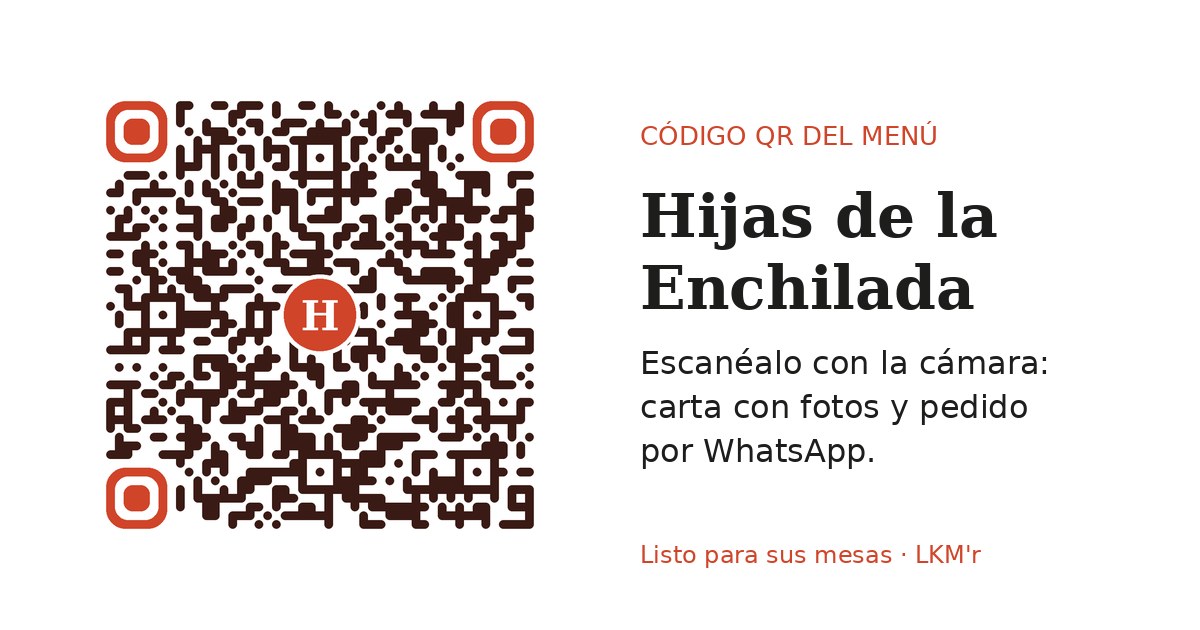 H
CÓDIGO QR DEL MENÚ
Hijas de la
Enchilada
Escanéalo con la cámara:
carta con fotos y pedido
por WhatsApp.
Listo para sus mesas · LKM'r